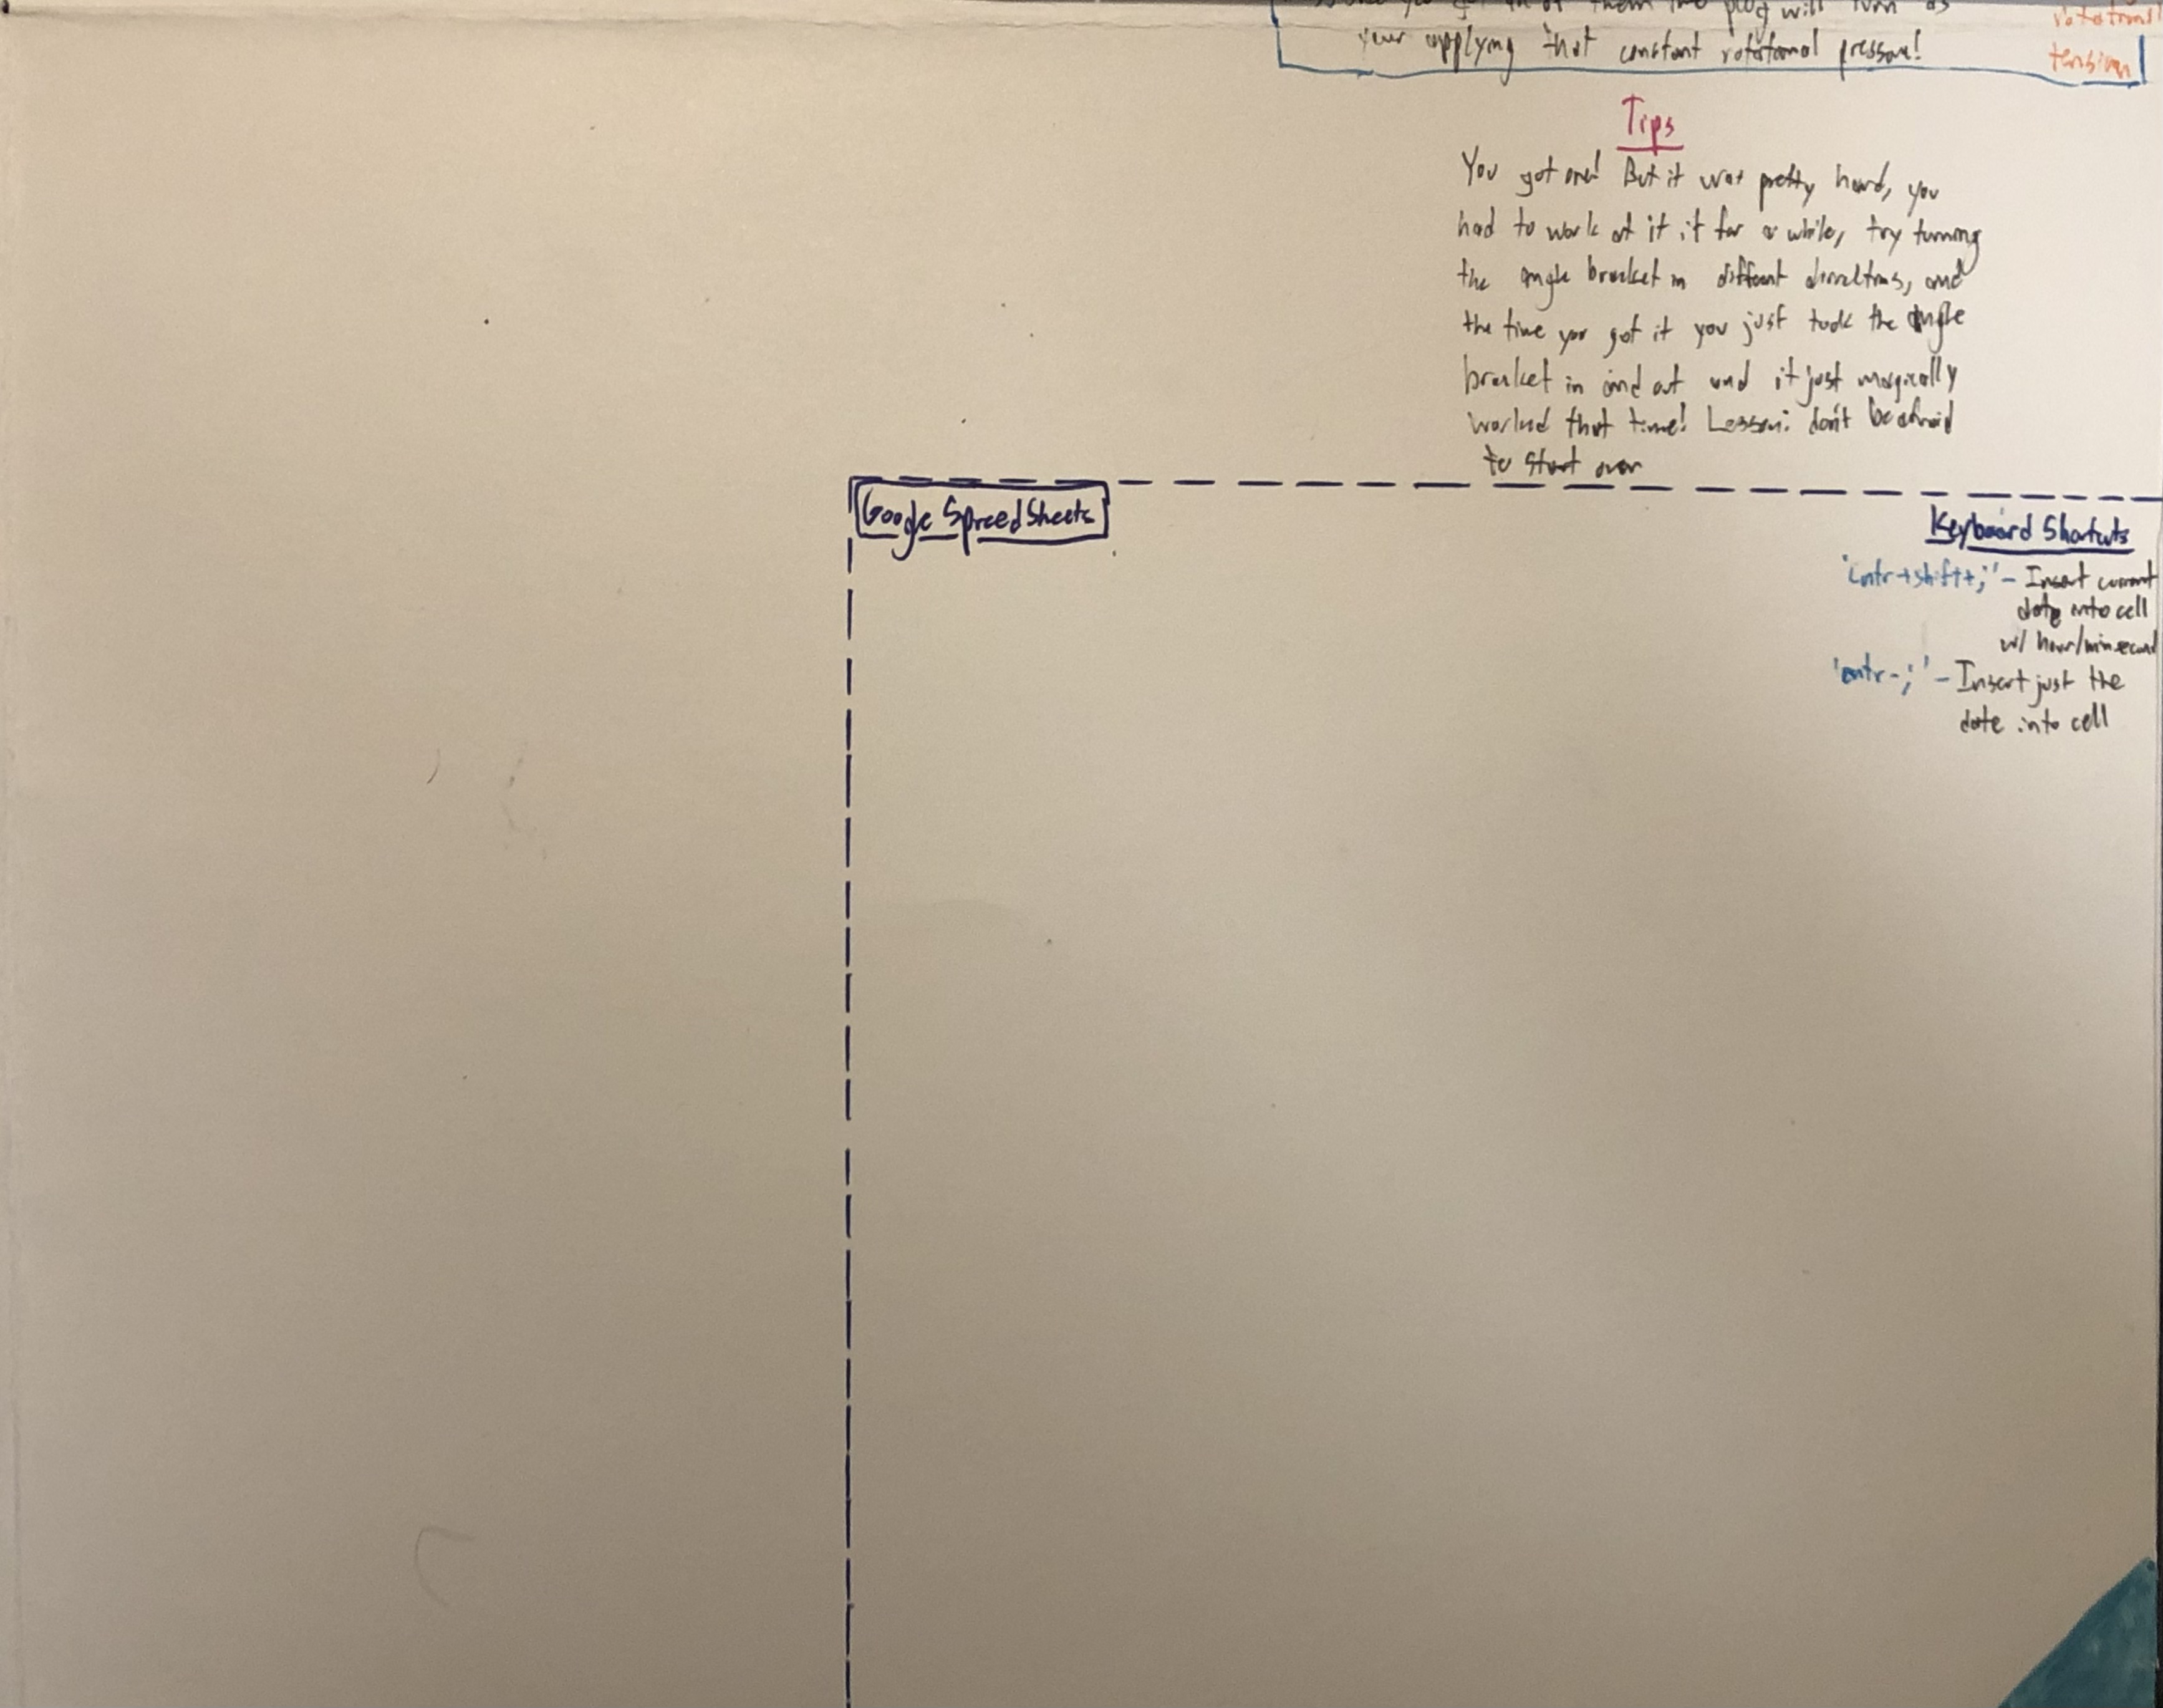 them the plug will turn as
your applying that constant rotational pressure!
tension
Tips
You got one! But it was pretty hard, you
had to work at it it for a while, try turning
the angle bracket in different directions, and
the time you got it you just took the angle
bracket in and out and it just magically
worked that time! Lesson: don't be afraid
to start over
Google SpreedSheets
Keyboard Shortcuts
'cntr+shift+;' - Insert current
date into cell
w/ hour/min second
'cntr-;' - Insert just the
date into cell